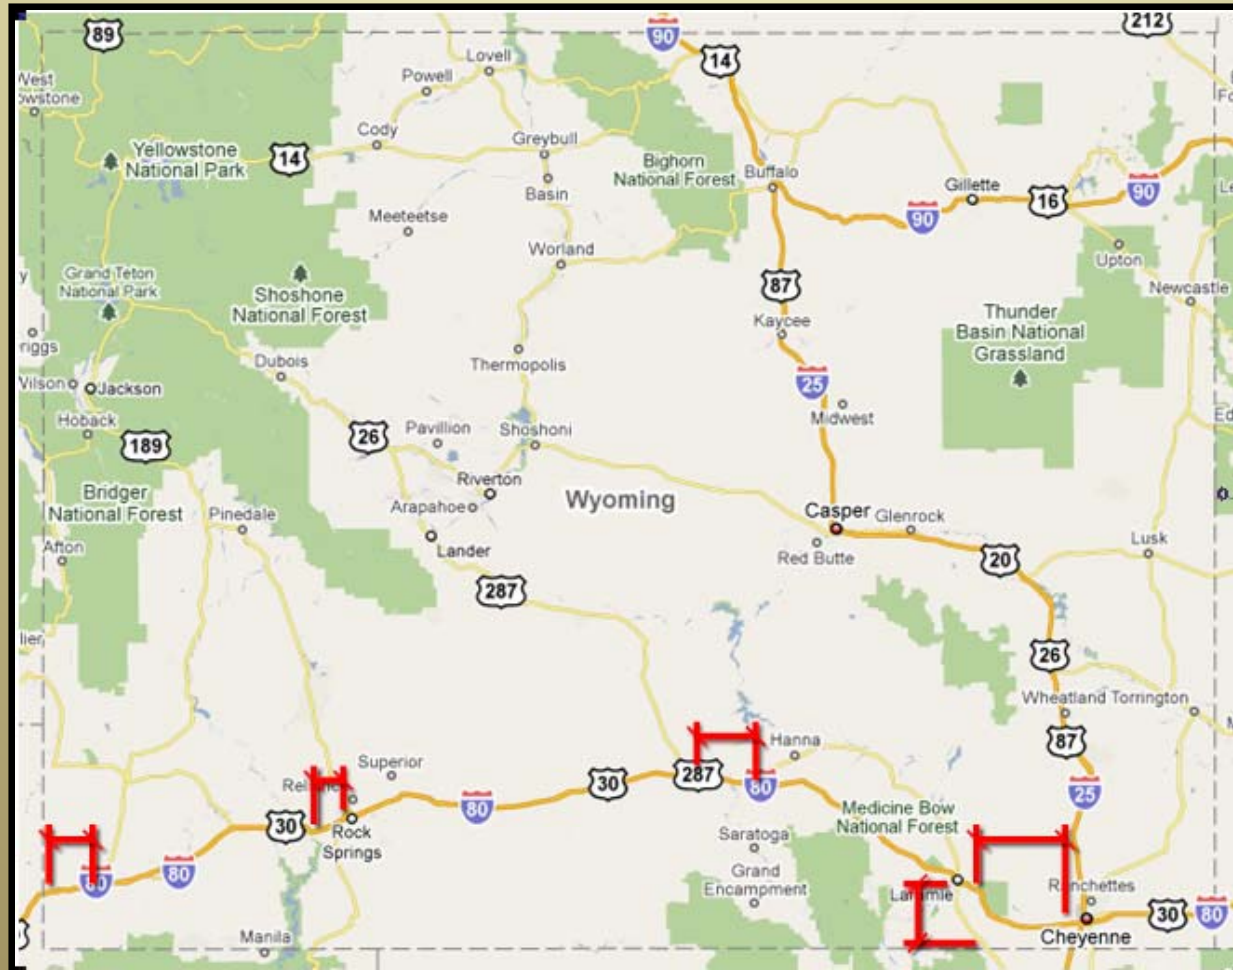 89
90
212
14
West
Lovell
Powell
Cody
Greybull
Yellowstone
National Park
14
Bighorn
National Forest
Buffalo
Gillette
16
90
90
Basin
Meeteetse
Worland
Upton
Grand Teton
National Park
Shoshone
National Forest
87
Newcastle
Kaycee
Thunder
Basin National
Grassland
Thermopolis
Dubois
Wilson
Jackson
25
Midwest
Hoback
189
26
Pavillion
Shoshoni
Riverton
Bridger
National Forest
Arapahoe
Wyoming
Pinedale
Casper
Glenrock
Lander
Red Butte
Afton
20
Lusk
287
26
Wheatland
Torrington
87
Hanna
Superior
287
30
80
80
25
Medicine Bow
National Forest
30
Rock
Springs
Saratoga
80
80
Grand
Encampment
Laramie
Ranchettes
30
80
Manila
Cheyenne